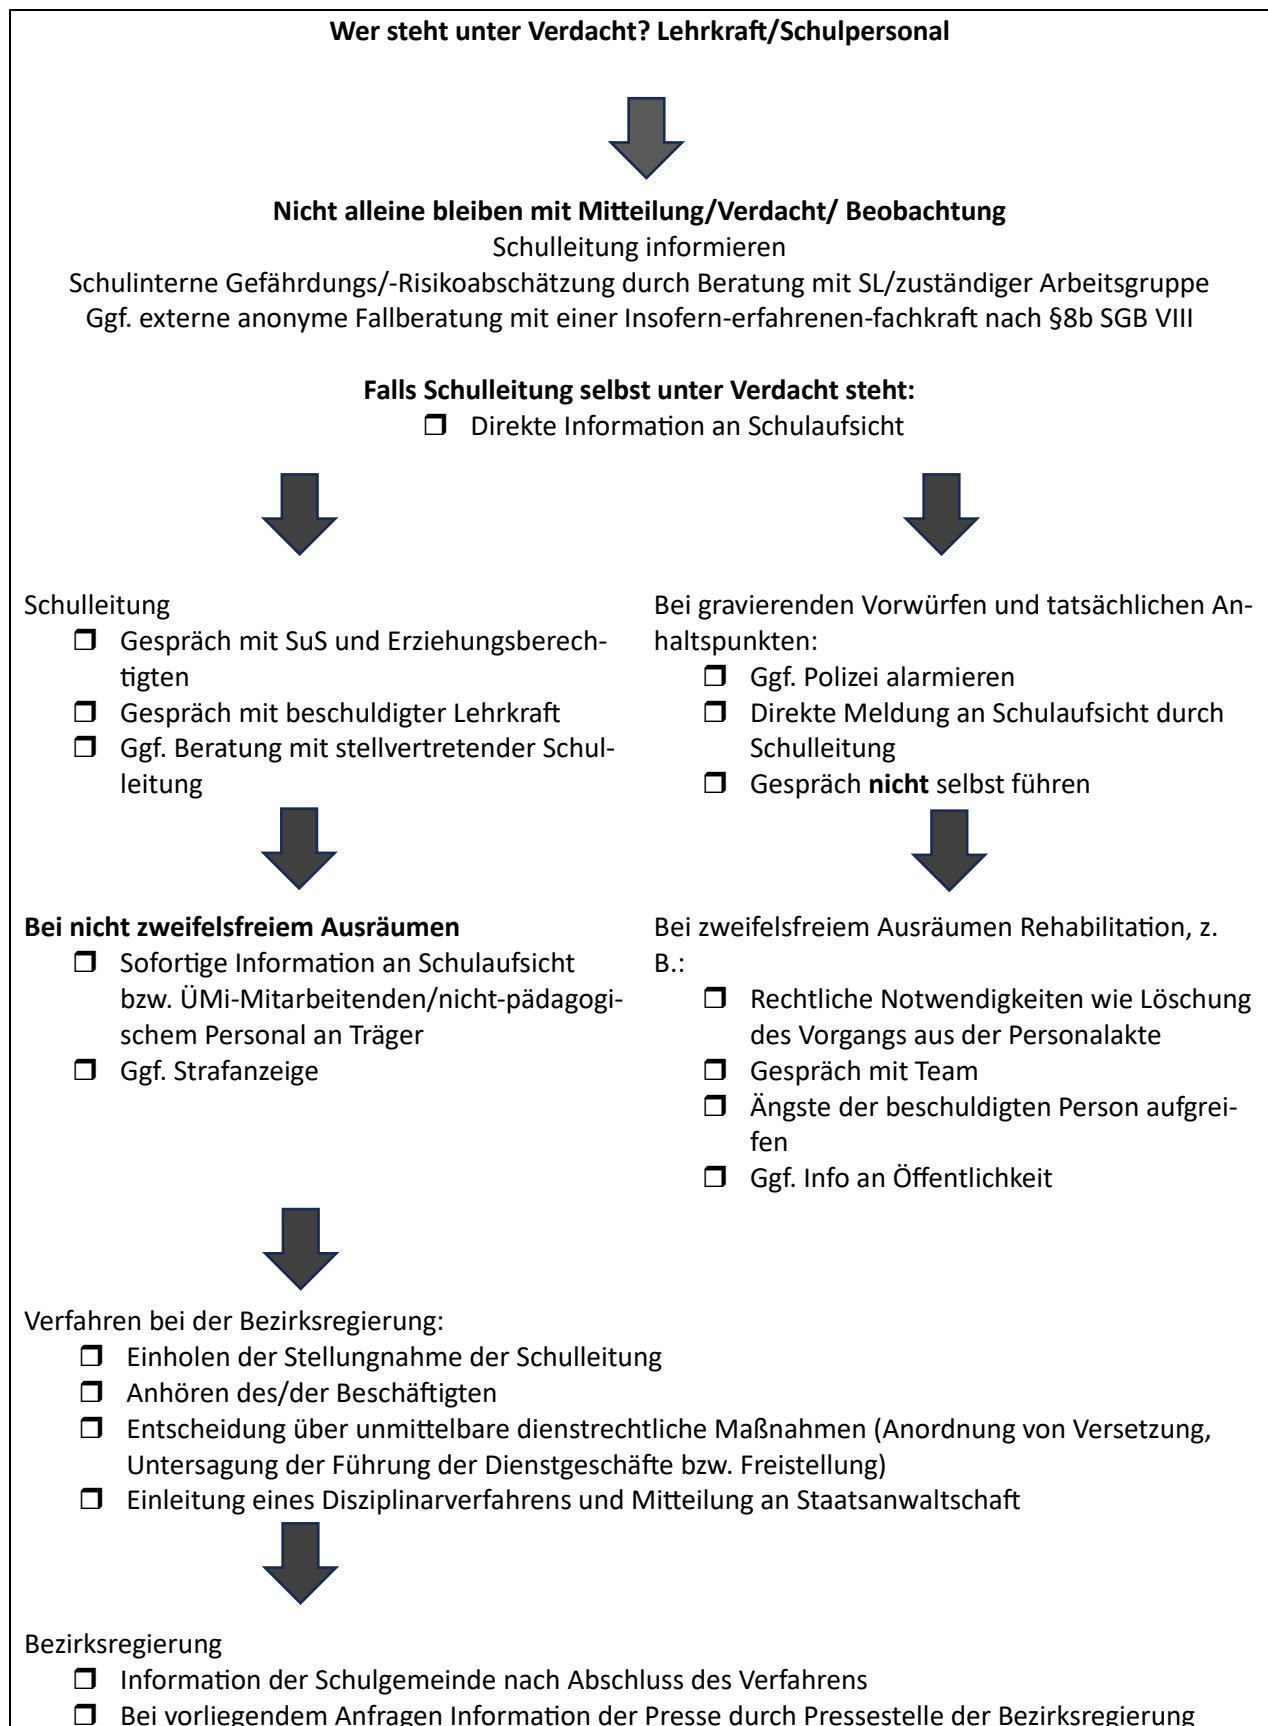 Wer steht unter Verdacht? Lehrkraft/Schulpersonal
Nicht alleine bleiben mit Mitteilung/Verdacht/ Beobachtung
Schulleitung informieren
Schulinterne Gefährdungs/-Risikoabschätzung durch Beratung mit SL/zuständiger Arbeitsgruppe
Ggf. externe anonyme Fallberatung mit einer Insofern-erfahrenen-fachkraft nach §8b SGB VIII
Falls Schulleitung selbst unter Verdacht steht:
❒ Direkte Information an Schulaufsicht
Schulleitung
❒ Gespräch mit SuS und Erziehungsberech-
tigten
❒ Gespräch mit beschuldigter Lehrkraft
❒ Ggf. Beratung mit stellvertretender Schul-
leitung
Bei gravierenden Vorwürfen und tatsächlichen An-
haltspunkten:
❒ Ggf. Polizei alarmieren
❒ Direkte Meldung an Schulaufsicht durch
Schulleitung
❒ Gespräch nicht selbst führen
Bei nicht zweifelsfreiem Ausräumen
❒ Sofortige Information an Schulaufsicht
bzw. ÜMi-Mitarbeitenden/nicht-pädagogi-
schem Personal an Träger
❒ Ggf. Strafanzeige
Bei zweifelsfreiem Ausräumen Rehabilitation, z.
B.:
❒ Rechtliche Notwendigkeiten wie Löschung
des Vorgangs aus der Personalakte
❒ Gespräch mit Team
❒ Ängste der beschuldigten Person aufgrei-
fen
❒ Ggf. Info an Öffentlichkeit
Verfahren bei der Bezirksregierung:
❒ Einholen der Stellungnahme der Schulleitung
❒ Anhören des/der Beschäftigten
❒ Entscheidung über unmittelbare dienstrechtliche Maßnahmen (Anordnung von Versetzung,
Untersagung der Führung der Dienstgeschäfte bzw. Freistellung)
❒ Einleitung eines Disziplinarverfahrens und Mitteilung an Staatsanwaltschaft
Bezirksregierung
❒ Information der Schulgemeinde nach Abschluss des Verfahrens
❒ Bei vorliegendem Anfragen Information der Presse durch Pressestelle der Bezirksregierung